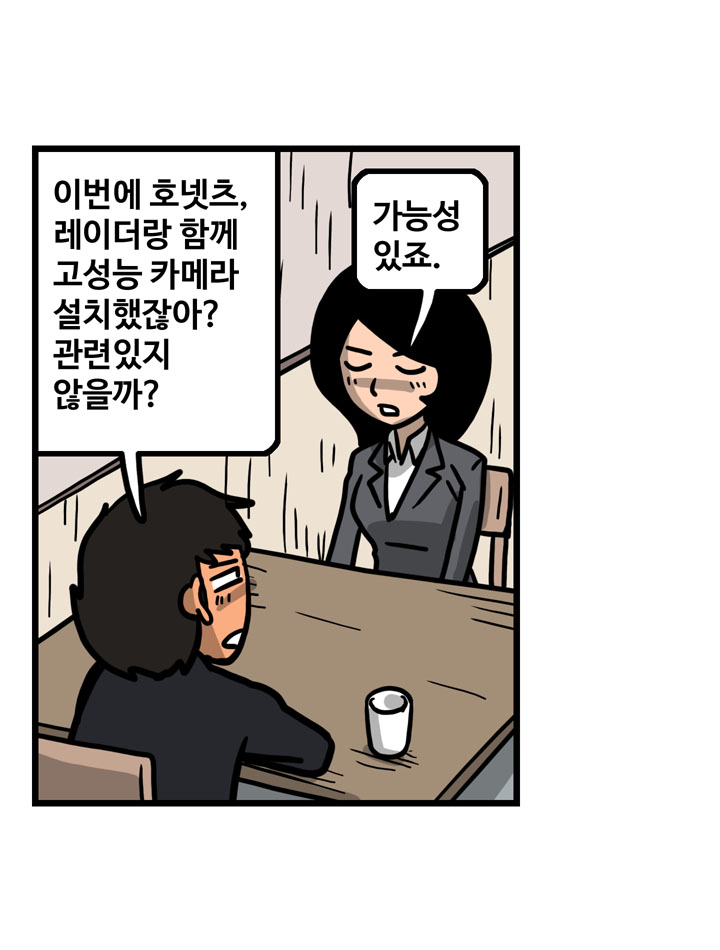 이번에 호넷츠,
레이더랑 함께
고성능 카메라
설치했잖아?
관련있지
않을까?
가능성
있죠.